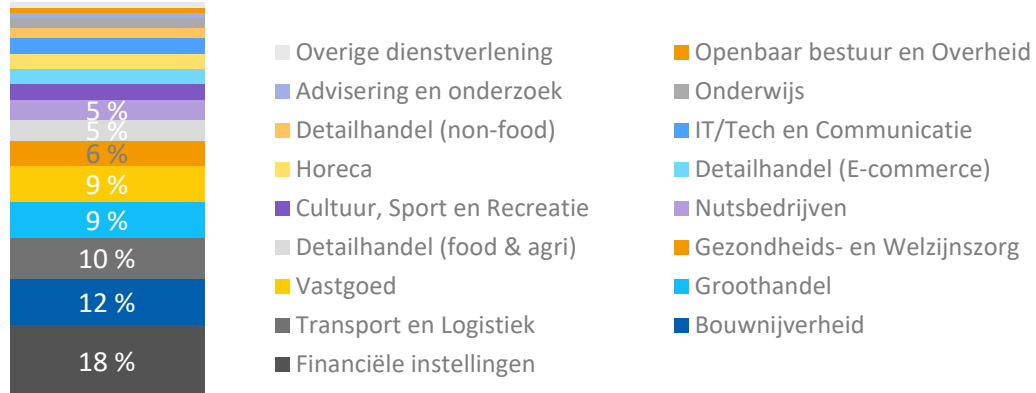 5 %
5 %
6 %
9 %
9 %
10 %
12 %
18 %
Overige dienstverlening
Openbaar bestuur en Overheid
Advisering en onderzoek
Onderwijs
Detailhandel (non-food)
IT/Tech en Communicatie
Horeca
Detailhandel (E-commerce)
Cultuur, Sport en Recreatie
Nutsbedrijven
Detailhandel (food & agri)
Gezondheids- en Welzijnszorg
Vastgoed
Groothandel
Transport en Logistiek
Bouwnijverheid
Financiële instellingen